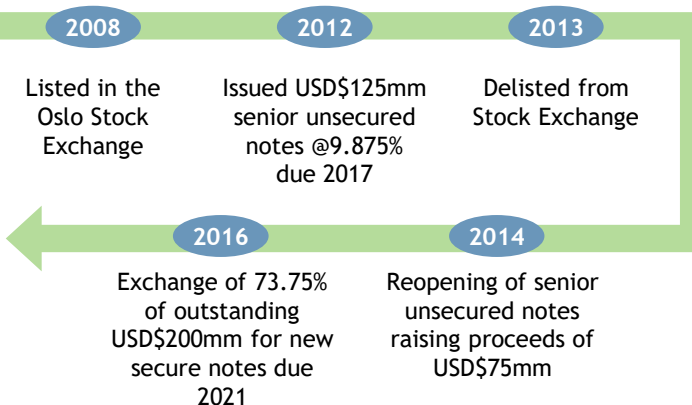 2008
Listed in the
Oslo Stock
Exchange
2012
Issued USD$125mm
senior unsecured
notes @9.875%
due 2017
2013
Delisted from
Stock Exchange
2014
Reopening of senior
unsecured notes
raising proceeds of
USD$75mm
2016
Exchange of 73.75%
of outstanding
USD$200mm for new
secure notes due
2021